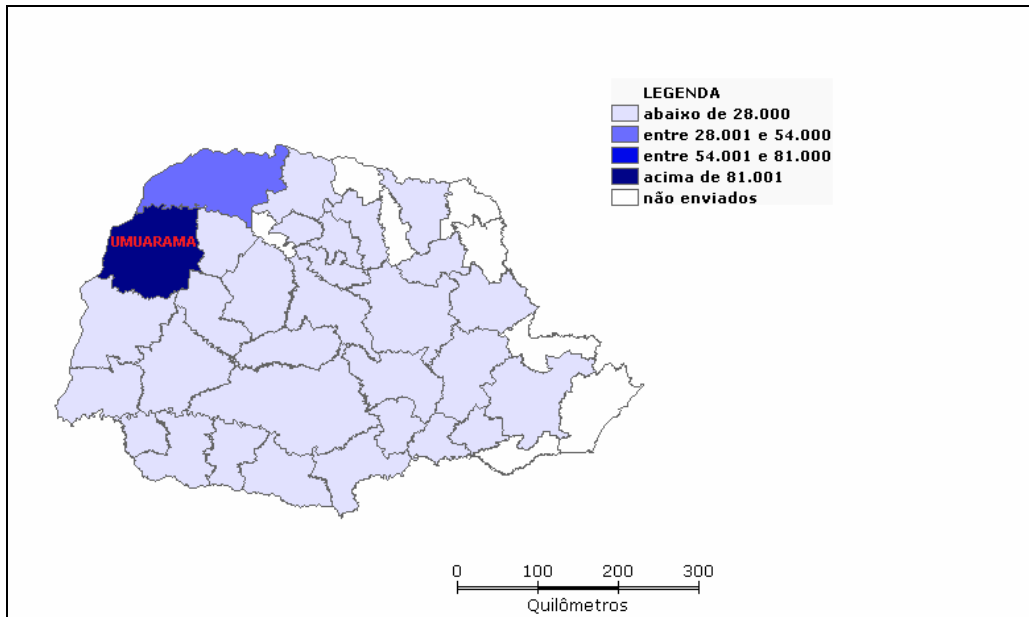 LEGENDA
abaixo de 28.000
entre 28.001 e 54.000
entre 54.001 e 81.000
acima de 81.001
não enviados
UMUARAMA
0 100 200 300
Quilômetros